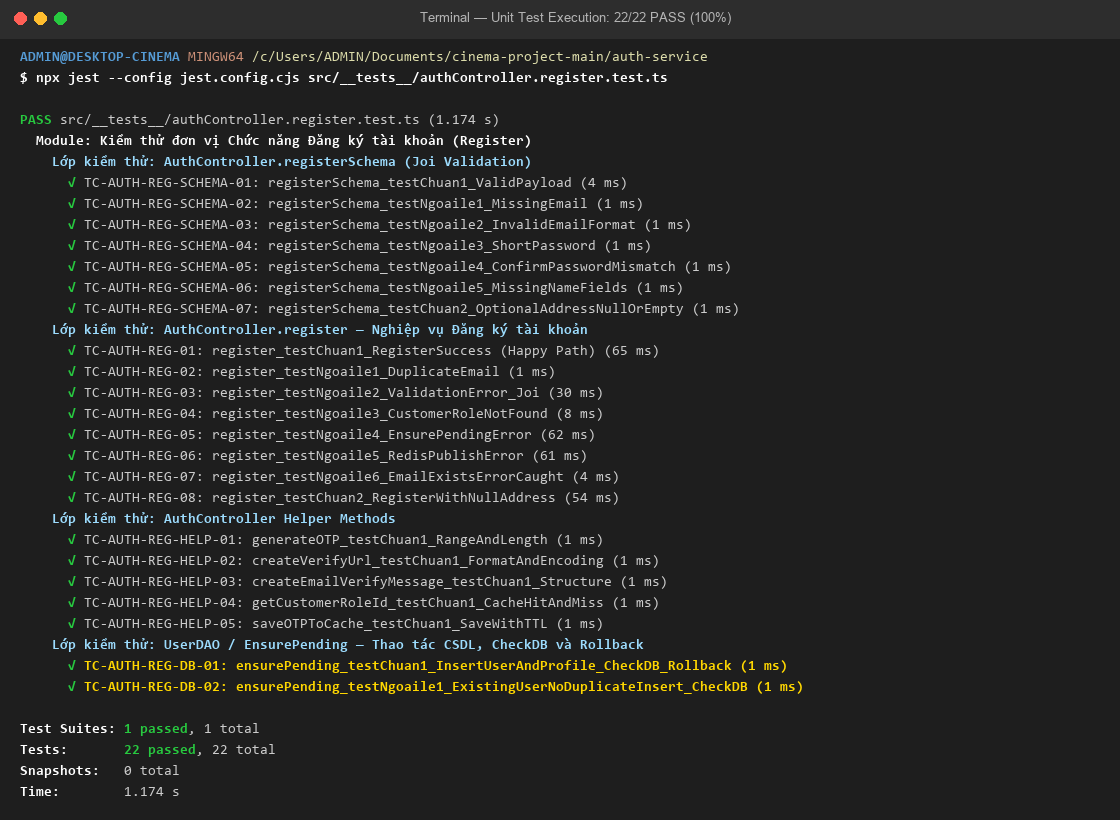 Terminal — Unit Test Execution: 22/22 PASS (100%)
ADMIN@DESKTOP-CINEMA MINGW64 /c/Users/ADMIN/Documents/cinema-project-main/auth-service
$ npx jest --config jest.config.cjs src/__tests__/authController.register.test.ts
PASS src/__tests__/authController.register.test.ts (1.174 s)
Module: Kiểm thử đơn vị Chức năng Đăng ký tài khoản (Register)
Lớp kiểm thử: AuthController.registerSchema (Joi Validation)
√ TC-AUTH-REG-SCHEMA-01: registerSchema_testChuan1_ValidPayload (4 ms)
√ TC-AUTH-REG-SCHEMA-02: registerSchema_testNgoaile1_MissingEmail (1 ms)
√ TC-AUTH-REG-SCHEMA-03: registerSchema_testNgoaile2_InvalidEmailFormat (1 ms)
√ TC-AUTH-REG-SCHEMA-04: registerSchema_testNgoaile3_ShortPassword (1 ms)
√ TC-AUTH-REG-SCHEMA-05: registerSchema_testNgoaile4_ConfirmPasswordMismatch (1 ms)
√ TC-AUTH-REG-SCHEMA-06: registerSchema_testNgoaile5_MissingNameFields (1 ms)
√ TC-AUTH-REG-SCHEMA-07: registerSchema_testChuan2_OptionalAddressNullOrEmpty (1 ms)
Lớp kiểm thử: AuthController.register — Nghiệp vụ Đăng ký tài khoản
√ TC-AUTH-REG-01: register_testChuan1_RegisterSuccess (Happy Path) (65 ms)
√ TC-AUTH-REG-02: register_testNgoaile1_DuplicateEmail (1 ms)
√ TC-AUTH-REG-03: register_testNgoaile2_ValidationError_Joi (30 ms)
√ TC-AUTH-REG-04: register_testNgoaile3_CustomerRoleNotFound (8 ms)
√ TC-AUTH-REG-05: register_testNgoaile4_EnsurePendingError (62 ms)
√ TC-AUTH-REG-06: register_testNgoaile5_RedisPublishError (61 ms)
√ TC-AUTH-REG-07: register_testNgoaile6_EmailExistsErrorCaught (4 ms)
√ TC-AUTH-REG-08: register_testChuan2_RegisterWithNullAddress (54 ms)
Lớp kiểm thử: AuthController Helper Methods
√ TC-AUTH-REG-HELP-01: generateOTP_testChuan1_RangeAndLength (1 ms)
√ TC-AUTH-REG-HELP-02: createVerifyUrl_testChuan1_FormatAndEncoding (1 ms)
√ TC-AUTH-REG-HELP-03: createEmailVerifyMessage_testChuan1_Structure (1 ms)
√ TC-AUTH-REG-HELP-04: getCustomerRoleId_testChuan1_CacheHitAndMiss (1 ms)
√ TC-AUTH-REG-HELP-05: saveOTPToCache_testChuan1_SaveWithTTL (1 ms)
Lớp kiểm thử: UserDAO / EnsurePending — Thao tác CSDL, CheckDB và Rollback
√ TC-AUTH-REG-DB-01: ensurePending_testChuan1_InsertUserAndProfile_CheckDB_Rollback (1 ms)
√ TC-AUTH-REG-DB-02: ensurePending_testNgoaile1_ExistingUserNoDuplicateInsert_CheckDB (1 ms)
Test Suites: 1 passed, 1 total
Tests: 22 passed, 22 total
Snapshots: 0 total
Time: 1.174 s